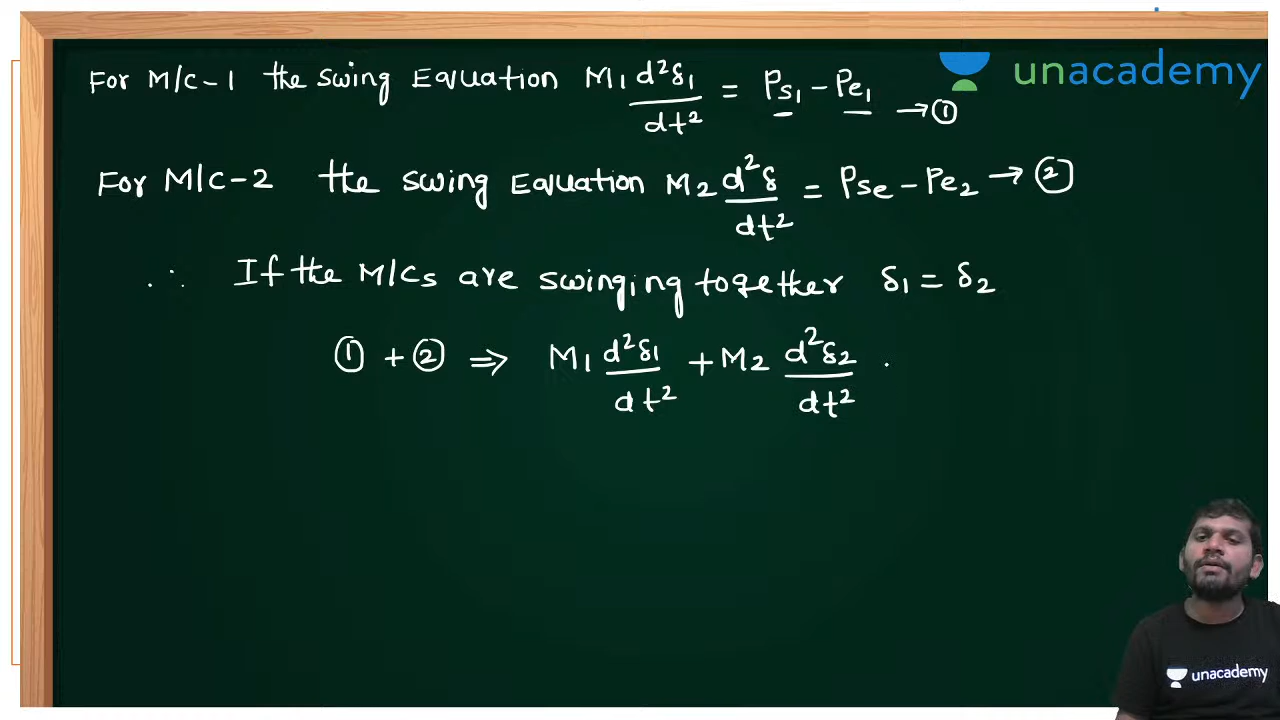 For M/C-1 the Swing Equation M1 d²δ1/dt² = Ps1 - Pe1 → ①
unacademy
For M/C-2 the swing Equation M2 d²δ/dt² = Pse - Pe2 → ②
∴ If the M/Cs are swinging together δ1 = δ2
① + ② ⇒ M1 d²δ1/dt² + M2 d²δ2/dt²
unacademy